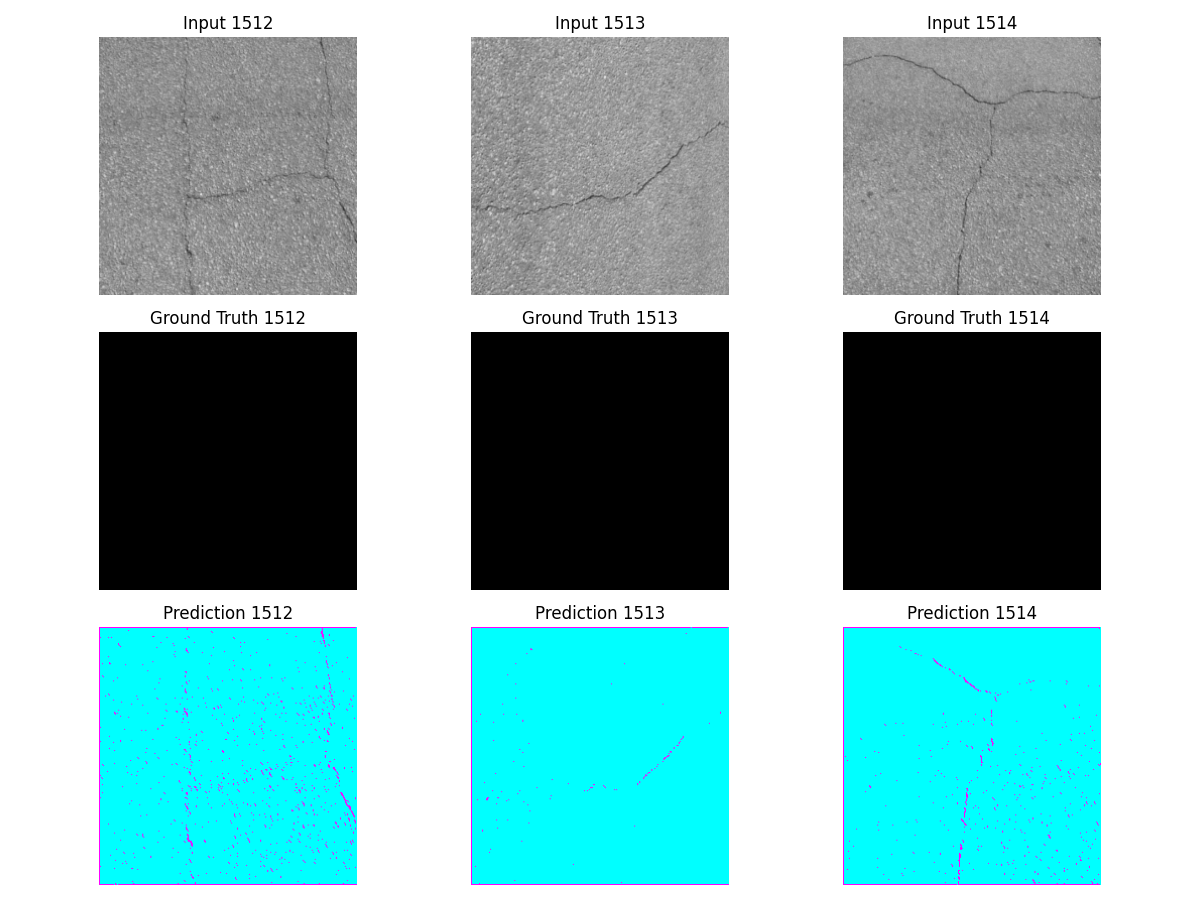 Input 1512
Input 1513
Input 1514
Ground Truth 1512
Ground Truth 1513
Ground Truth 1514
Prediction 1512
Prediction 1513
Prediction 1514